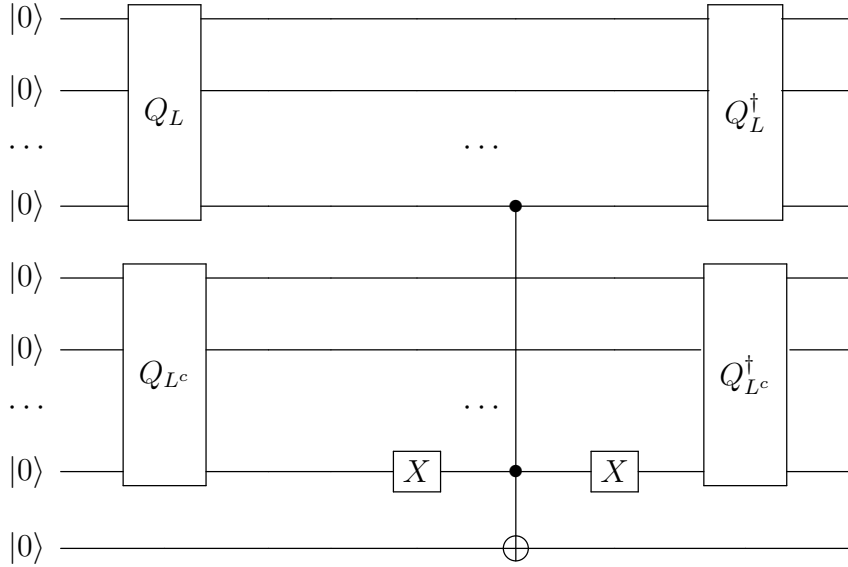 |0⟩
|0⟩
Q_L Q_L^†
... ...
|0⟩
|0⟩
|0⟩
Q_{L^c} Q_{L^c}^†
... ...
|0⟩ X X
|0⟩